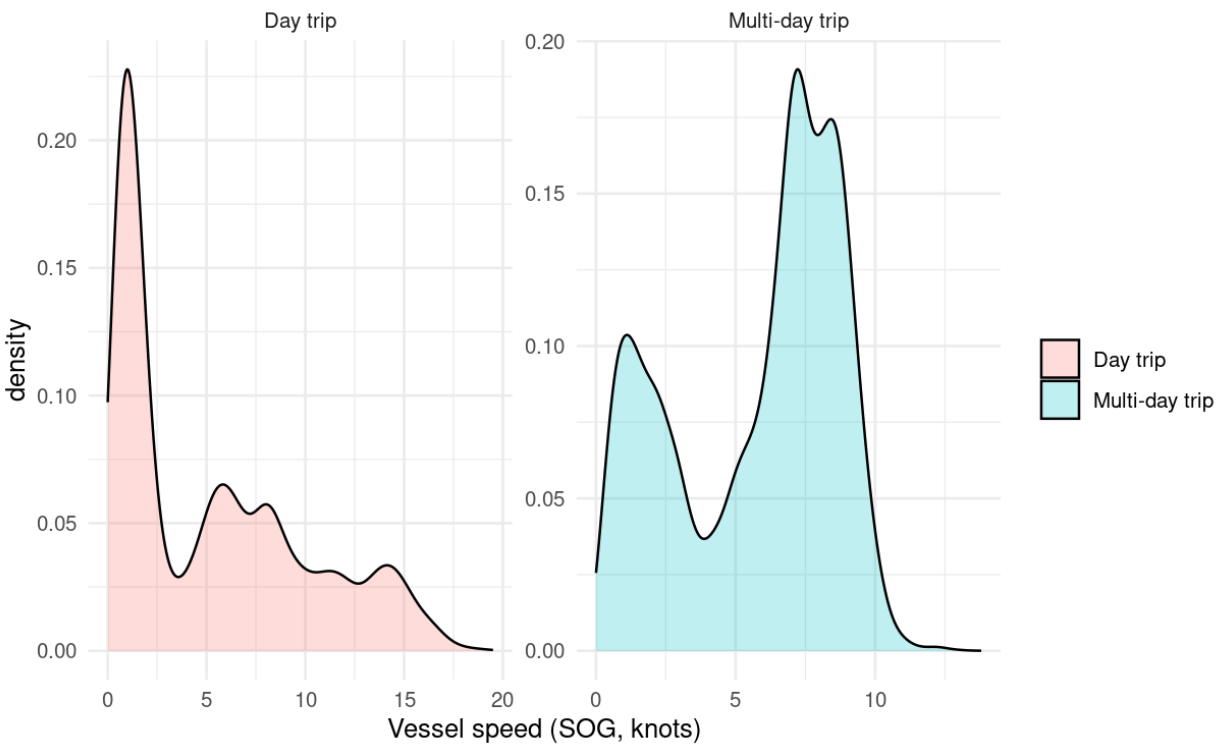 Day trip
Multi-day trip
density
0.20
0.15
0.10
0.05
0.00
0.20
0.15
0.10
0.05
0.00
0 5 10 15 20
0 5 10
Vessel speed (SOG, knots)
Day trip
Multi-day trip